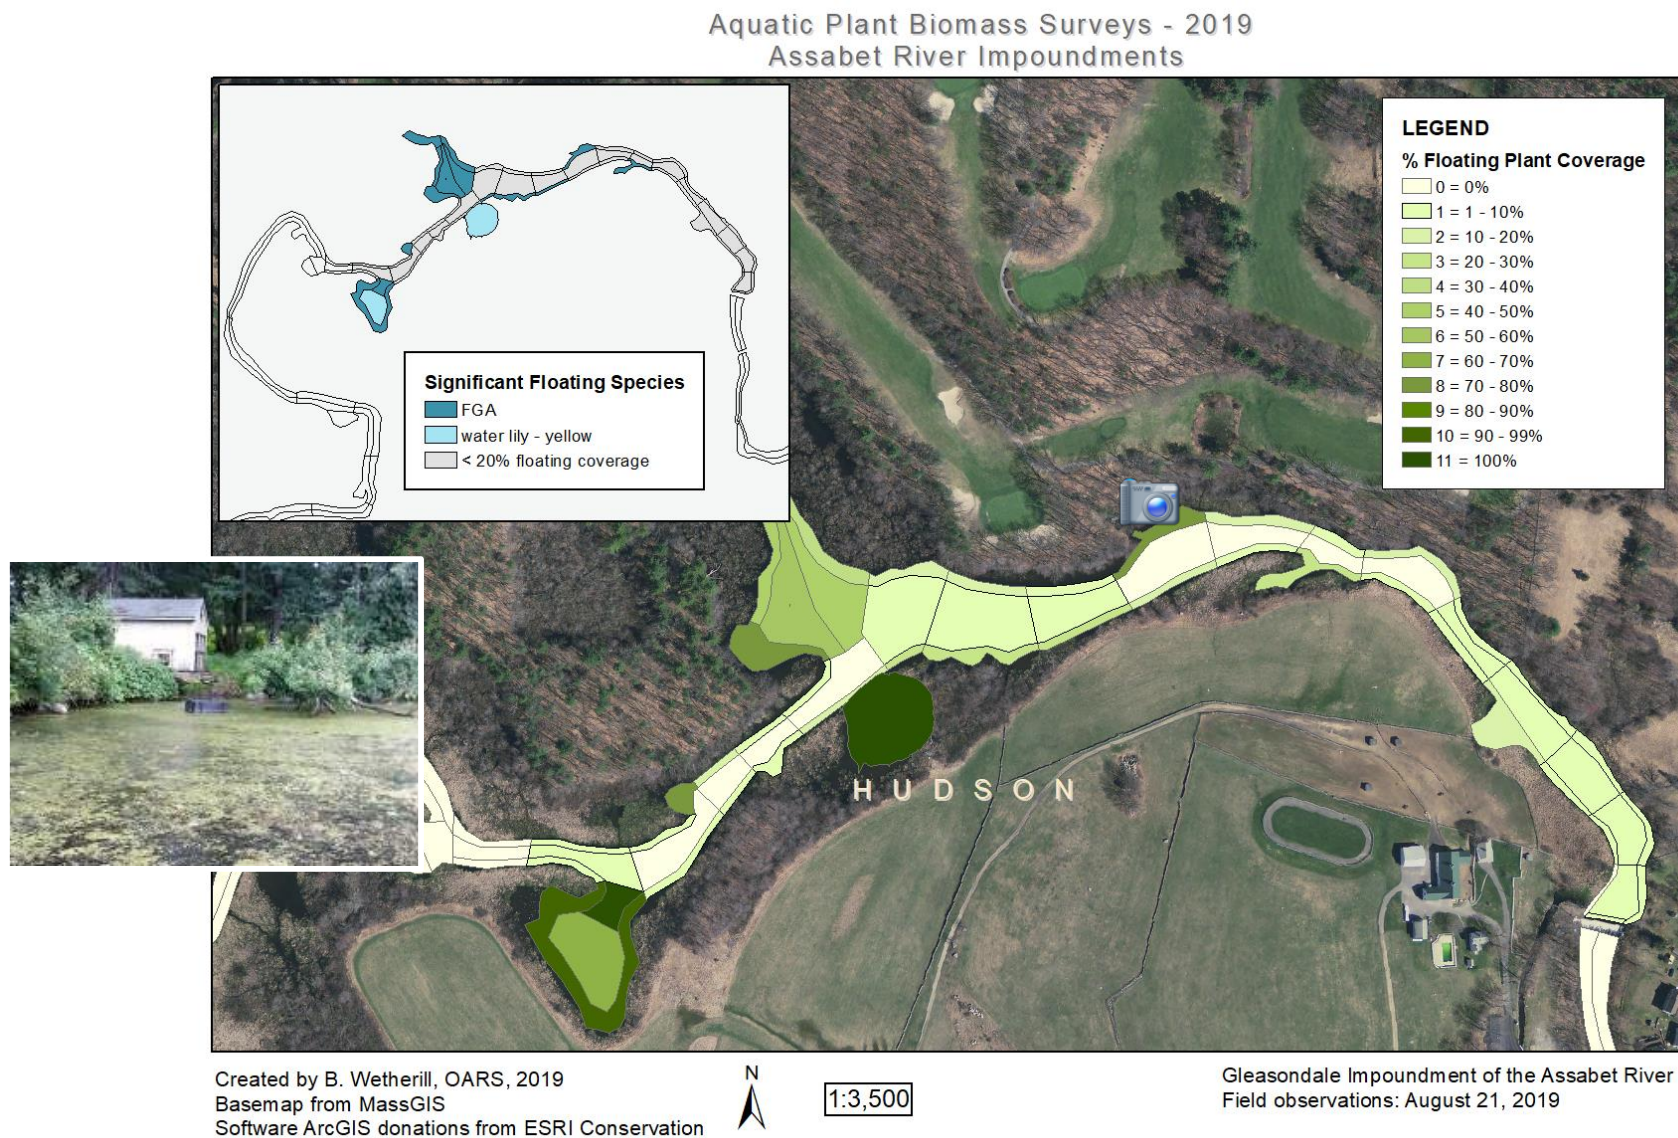 Aquatic Plant Biomass Surveys - 2019
Assabet River Impoundments
LEGEND
% Floating Plant Coverage
0 = 0%
1 = 1 - 10%
2 = 10 - 20%
3 = 20 - 30%
4 = 30 - 40%
5 = 40 - 50%
6 = 50 - 60%
7 = 60 - 70%
8 = 70 - 80%
9 = 80 - 90%
10 = 90 - 99%
11 = 100%
Significant Floating Species
FGA
water lily - yellow
< 20% floating coverage
HUDSON
Created by B. Wetherill, OARS, 2019
Basemap from MassGIS
Software ArcGIS donations from ESRI Conservation
N
1:3,500
Gleasondale Impoundment of the Assabet River
Field observations: August 21, 2019